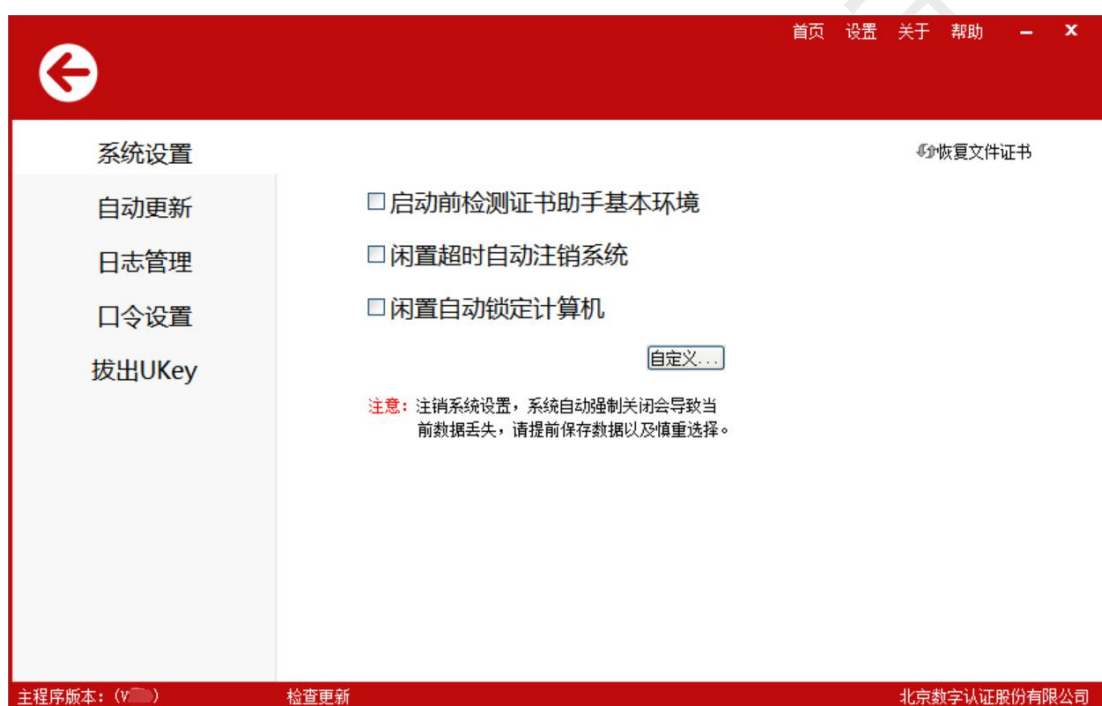 首页 设置 关于 帮助
系统设置
恢复文件证书
自动更新
日志管理
口令设置
拔出UKey
启动前检测证书助手基本环境
闲置超时自动注销系统
闲置自动锁定计算机
自定义...
注意：注销系统设置，系统自动强制关闭会导致当
前数据丢失，请提前保存数据以及慎重选择。
主程序版本：(V )
检查更新
北京数字认证股份有限公司